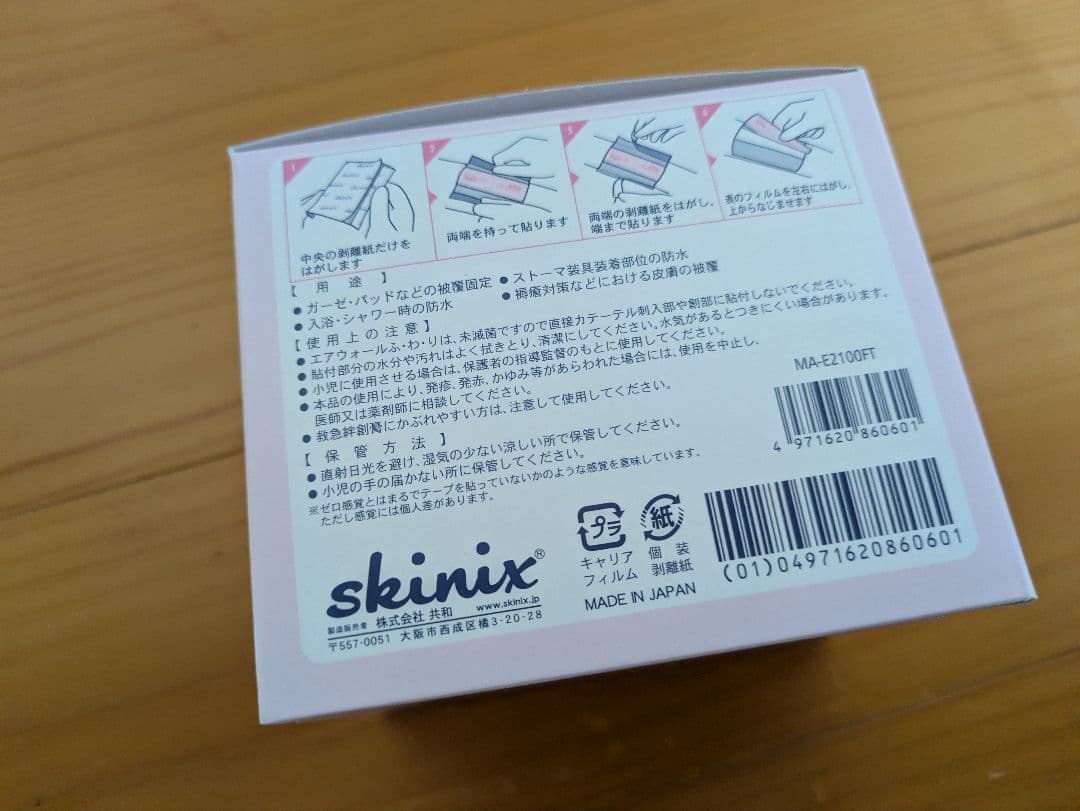 1
2
3
4
中央の剥離紙だけを
はがします
両端を持って貼ります
両端の剥離紙をはがし、
端まで貼ります
表のフィルムを左右にはがし、
上からなじませます
【用途】
● ガーゼ・パッドなどの被覆固定 ● ストーマ装具装着部位の防水
● 入浴・シャワー時の防水 ● 褥瘡対策などにおける皮膚の被覆
【使用上の注意】
● エアウォールふ・わ・りは、未滅菌ですので直接カテーテル刺入部や創部に貼付しないでください。
● 貼付部分の水分や汚れはよく拭きとり、清潔にしてください。水気があるとつきにくい場合があります。
● 小児に使用させる場合は、保護者の指導監督のもとに使用してください。
● 本品の使用により、発疹、発赤、かゆみ等があらわれた場合には、使用を中止し、
医師又は薬剤師に相談してください。
● 救急絆創膏にかぶれやすい方は、注意して使用してください。
【保管方法】
● 直射日光を避け、湿気の少ない涼しい所で保管してください。
● 小児の手の届かない所に保管してください。
※ゼロ感覚とはまるでテープを貼っていないかのような感覚を意味しています。
ただし感覚には個人差があります。
MA-E2100FT
4 971620 860601
(01)04971620860601
プラ
キャリア
フィルム
紙
個装
剥離紙
MADE IN JAPAN
skinix®
www.skinix.jp
製造販売者 株式会社 共和
〒557-0051 大阪市西成区橘3-20-28